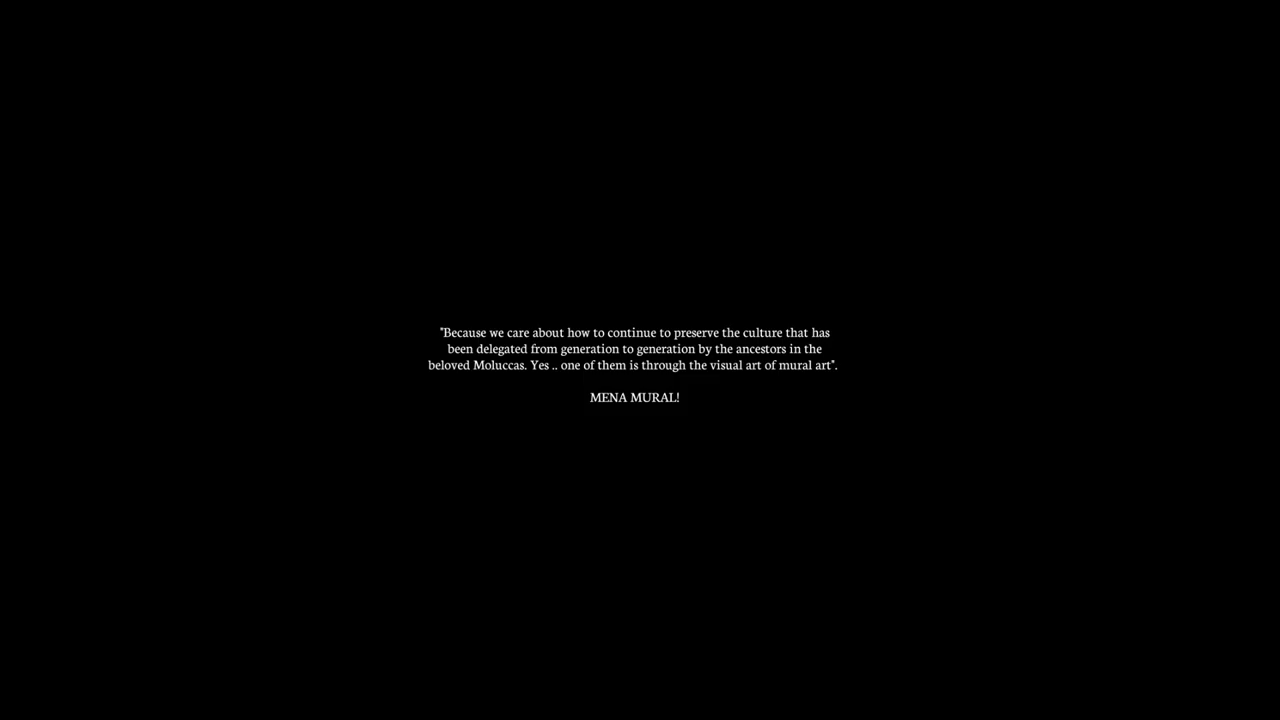 "Because we care about how to continue to preserve the culture that has
been delegated from generation to generation by the ancestors in the
beloved Moluccas. Yes .. one of them is through the visual art of mural art".
MENA MURAL!